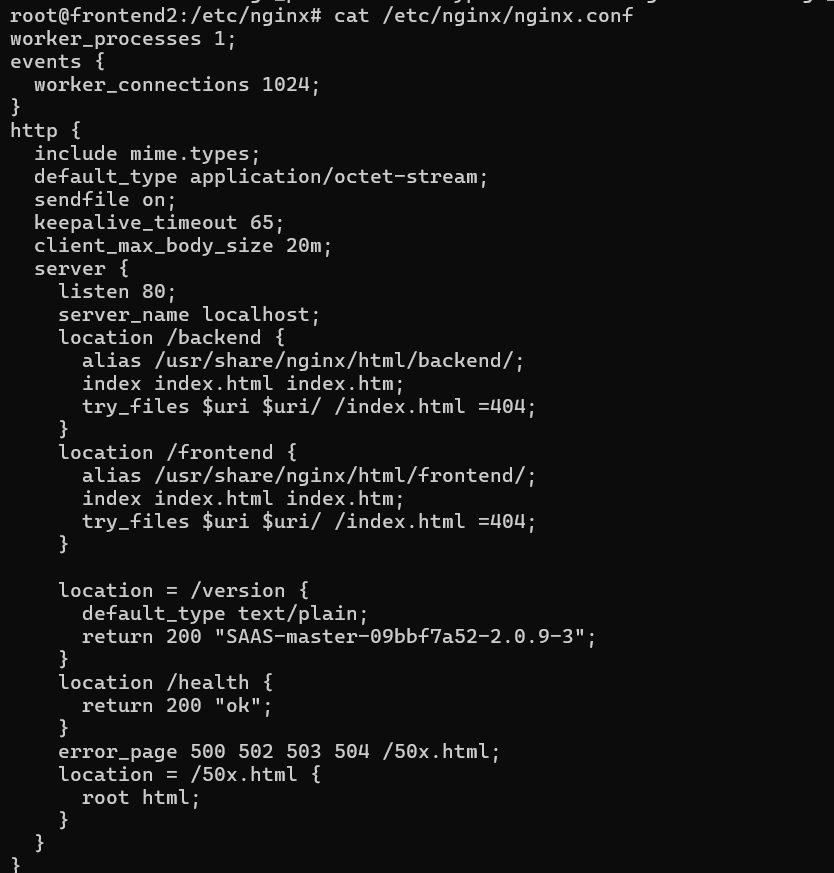 root@frontend2:/etc/nginx# cat /etc/nginx/nginx.conf
worker_processes 1;
events {
  worker_connections 1024;
}
http {
  include mime.types;
  default_type application/octet-stream;
  sendfile on;
  keepalive_timeout 65;
  client_max_body_size 20m;
  server {
    listen 80;
    server_name localhost;
    location /backend {
      alias /usr/share/nginx/html/backend/;
      index index.html index.htm;
      try_files $uri $uri/ /index.html =404;
    }
    location /frontend {
      alias /usr/share/nginx/html/frontend/;
      index index.html index.htm;
      try_files $uri $uri/ /index.html =404;
    }

    location = /version {
      default_type text/plain;
      return 200 "SAAS-master-09bbf7a52-2.0.9-3";
    }
    location /health {
      return 200 "ok";
    }
    error_page 500 502 503 504 /50x.html;
    location = /50x.html {
      root html;
    }
  }
}